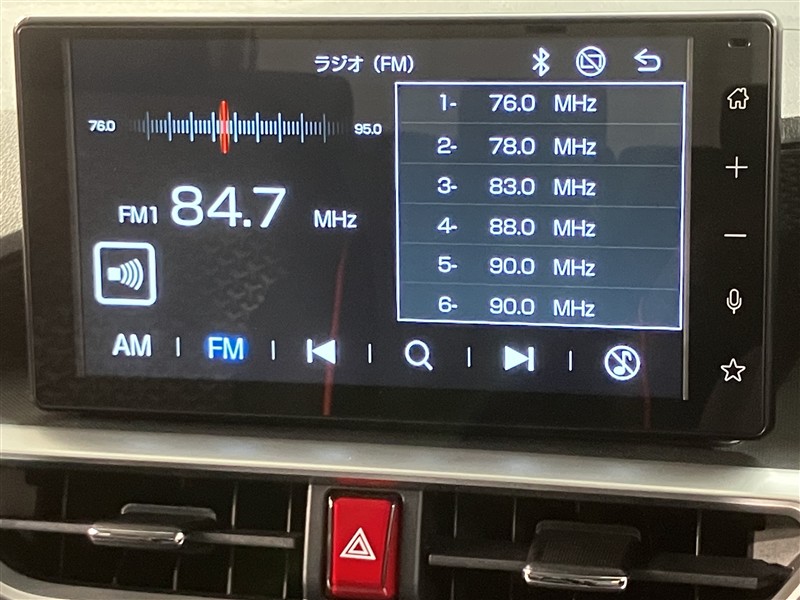 ラジオ（FM）
76.0
95.0
FM1 84.7 MHz
1- 76.0 MHz
2- 78.0 MHz
3- 83.0 MHz
4- 88.0 MHz
5- 90.0 MHz
6- 90.0 MHz
AM | FM